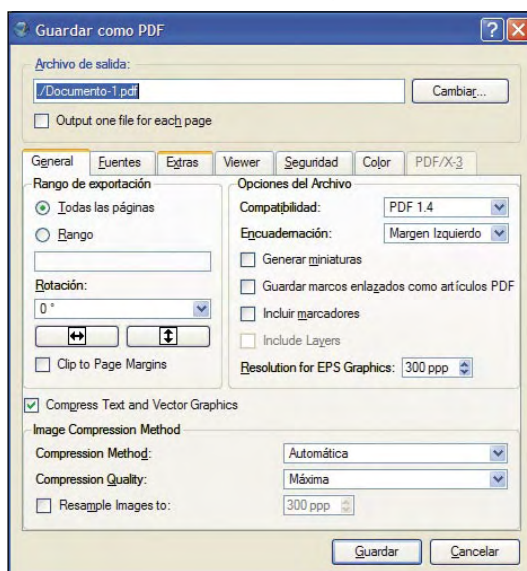 Guardar como PDF
Archivo de salida:
./Documento-1.pdf
Cambiar...
Output one file for each page
General Fuentes Extras Viewer Seguridad Color PDF/X-3
Rango de exportación
Todas las páginas
Rango
Rotación:
0 °
Clip to Page Margins
Opciones del Archivo
Compatibilidad: PDF 1.4
Encuadernación: Margen Izquierdo
Generar miniaturas
Guardar marcos enlazados como artículos PDF
Incluir marcadores
Include Layers
Resolution for EPS Graphics: 300 ppp
Compress Text and Vector Graphics
Image Compression Method
Compression Method: Automática
Compression Quality: Máxima
Resample Images to: 300 ppp
Guardar Cancelar